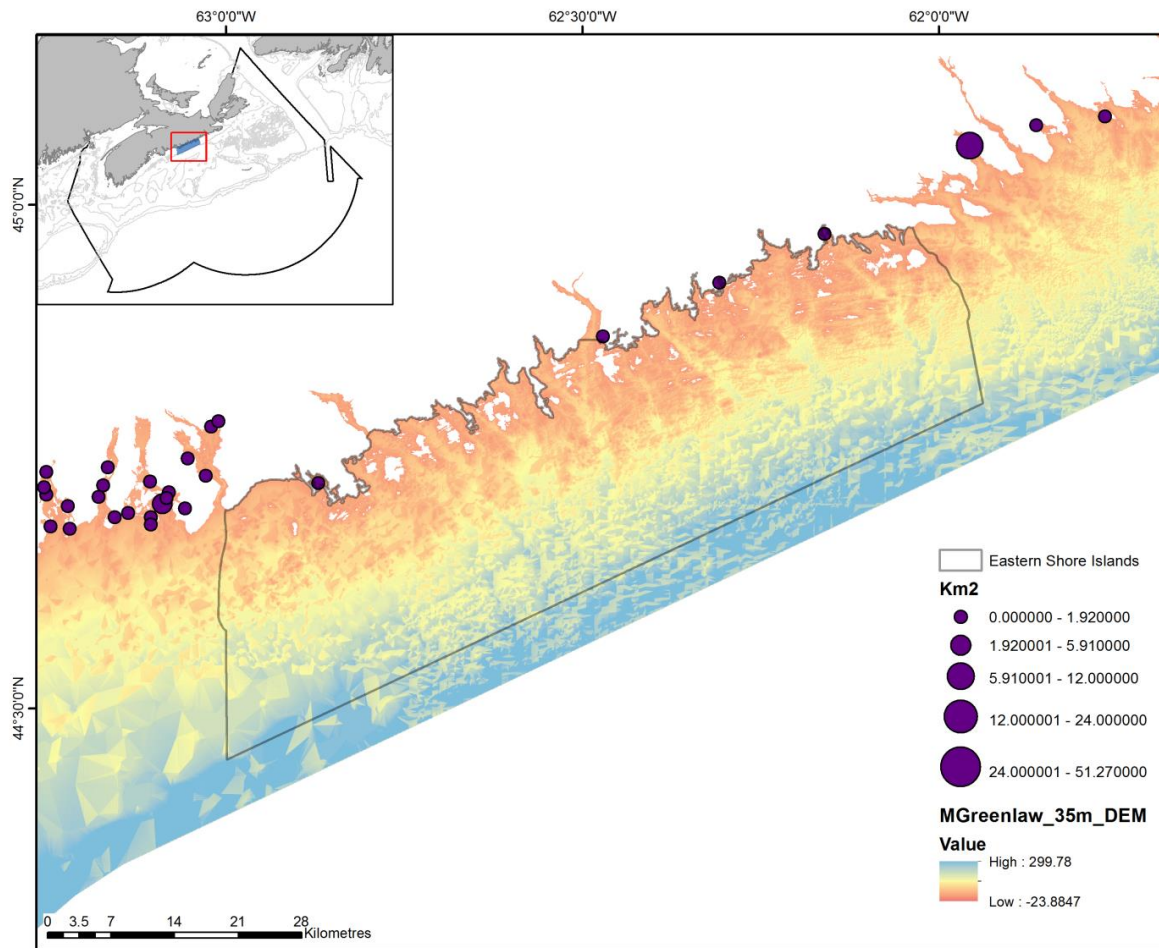 63°0'0"W 62°30'0"W 62°0'0"W
45°0'0"N
44°30'0"N
Eastern Shore Islands
Km2
0.000000 - 1.920000
1.920001 - 5.910000
5.910001 - 12.000000
12.000001 - 24.000000
24.000001 - 51.270000
MGreenlaw_35m_DEM
Value
High : 299.78
Low : -23.8847
0 3.5 7 14 21 28
Kilometres